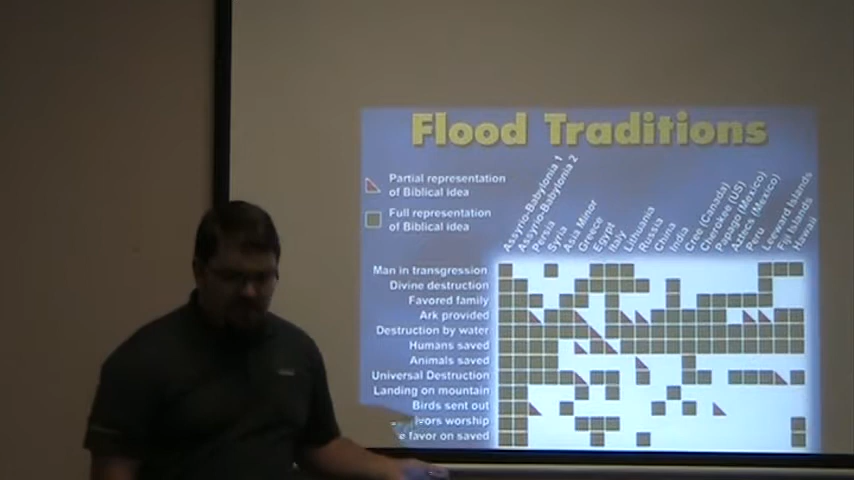 Flood Traditions
Partial representation
of Biblical idea
Full representation
of Biblical idea
Assyrio-Babylonia 1
Assyrio-Babylonia 2
Persia
Syria
Asia Minor
Greece
Egypt
Italy
Lithuania
Russia
China
India
Cree (Canada)
Cherokee (US)
Papago (Mexico)
Aztecs (Mexico)
Peru
Leeward Islands
Fiji Islands
Hawaii
Man in transgression
Divine destruction
Favored family
Ark provided
Destruction by water
Humans saved
Animals saved
Universal Destruction
Landing on mountain
Birds sent out
worship
favor on saved